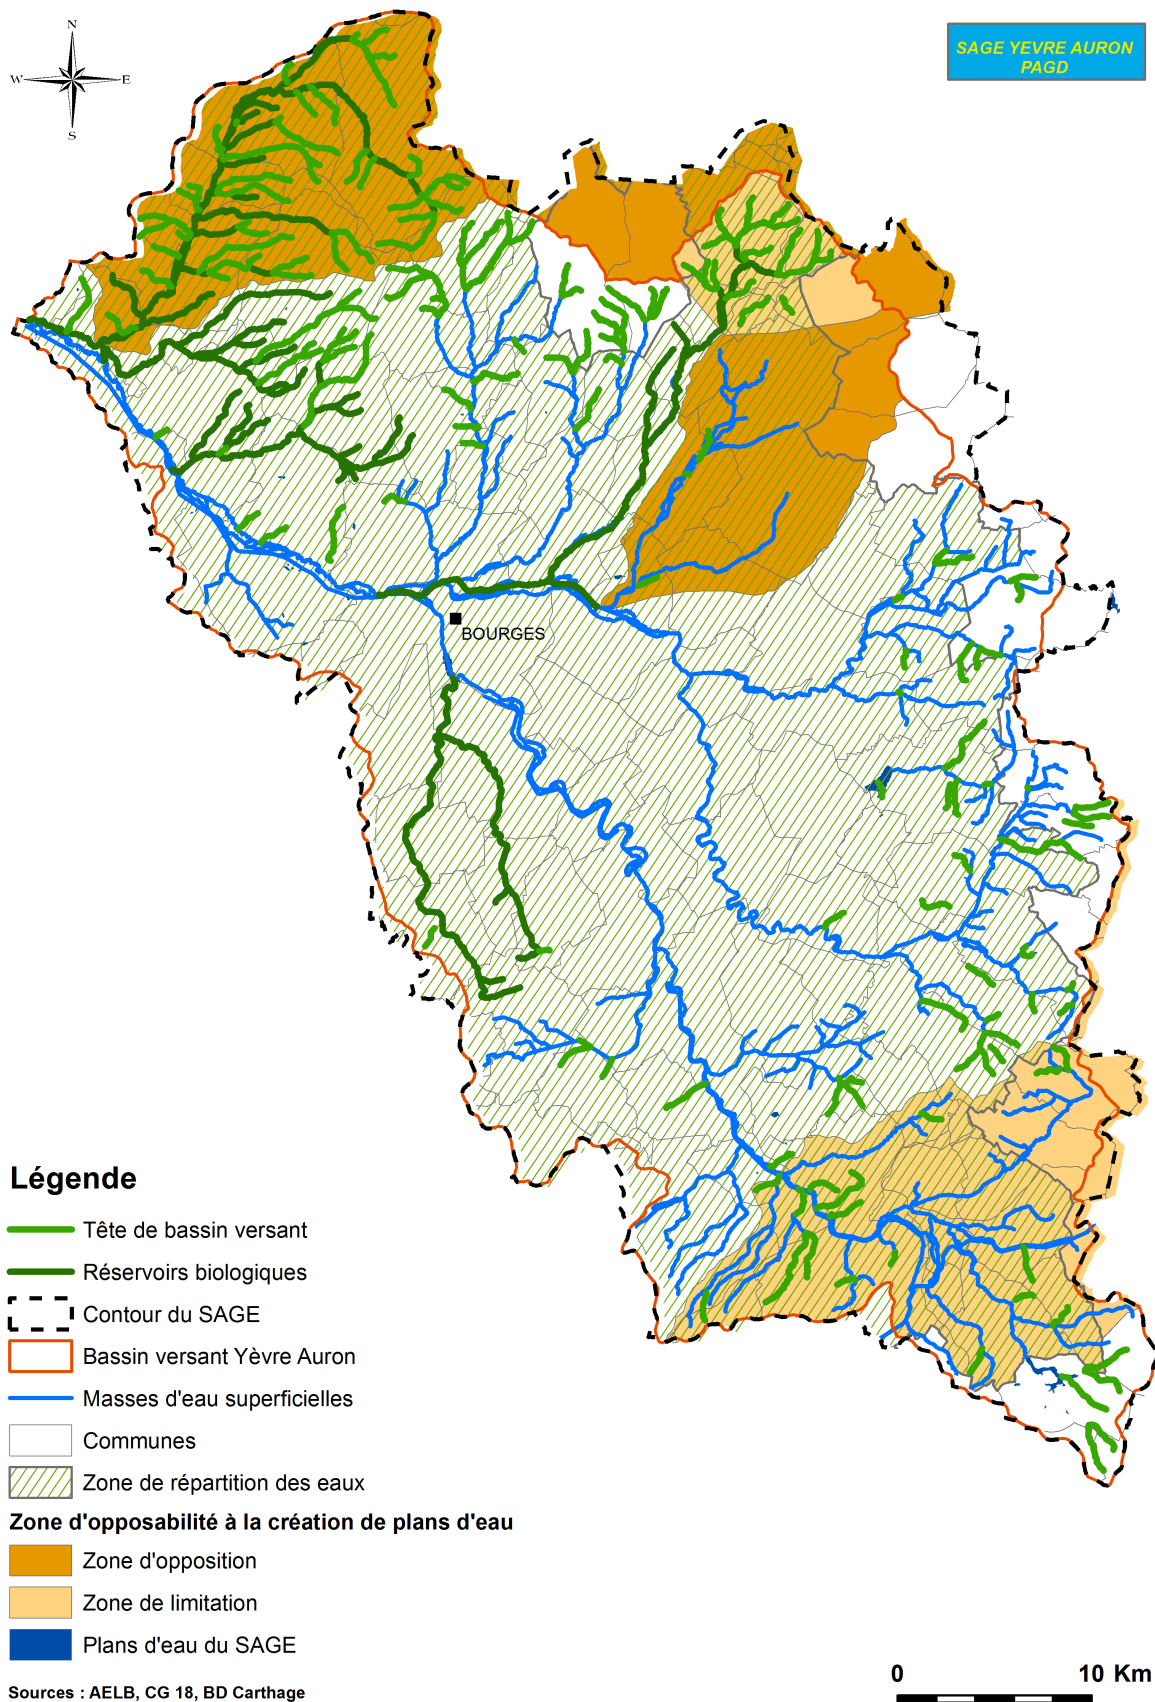 N
W
E
S
SAGE YEVRE AURON
PAGD
BOURGES
Légende
Tête de bassin versant
Réservoirs biologiques
Contour du SAGE
Bassin versant Yèvre Auron
Masses d'eau superficielles
Communes
Zone de répartition des eaux
Zone d'opposabilité à la création de plans d'eau
Zone d'opposition
Zone de limitation
Plans d'eau du SAGE
Sources : AELB, CG 18, BD Carthage
0 10 Km